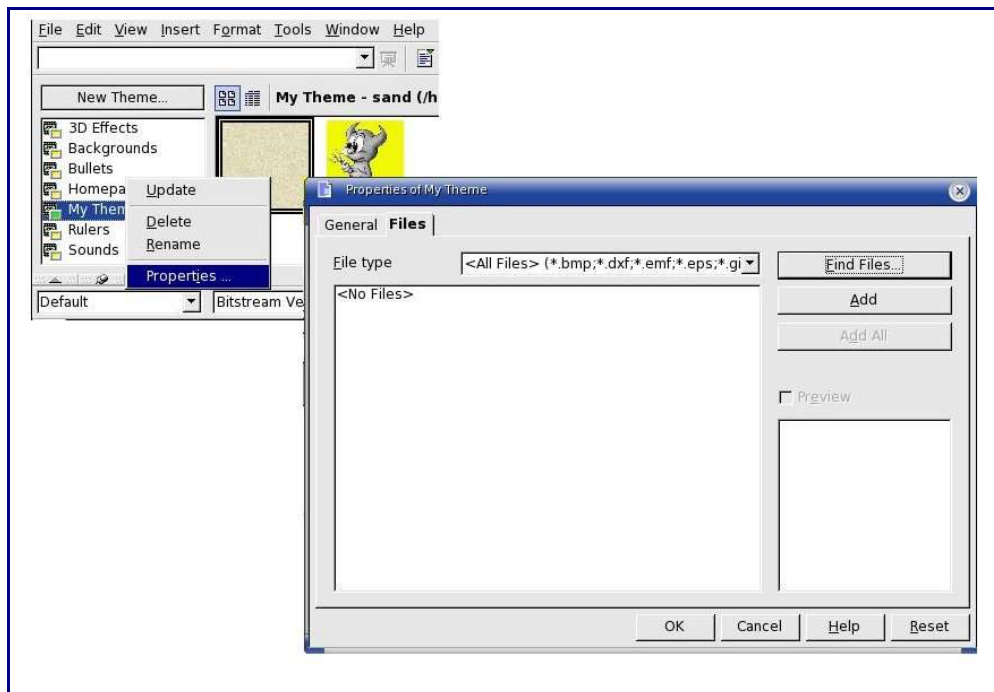 File Edit View Insert Format Tools Window Help
New Theme...
My Theme - sand (/h
3D Effects
Backgrounds
Bullets
Homepa
My Them
Rulers
Sounds
Update
Delete
Rename
Properties ...
Default
Bitstream Ve
Properties of My Theme
General Files
File type
<All Files> (*.bmp;*.dxf;*.emf;*.eps;*.gi
Find Files...
<No Files>
Add
Add All
Preview
OK Cancel Help Reset